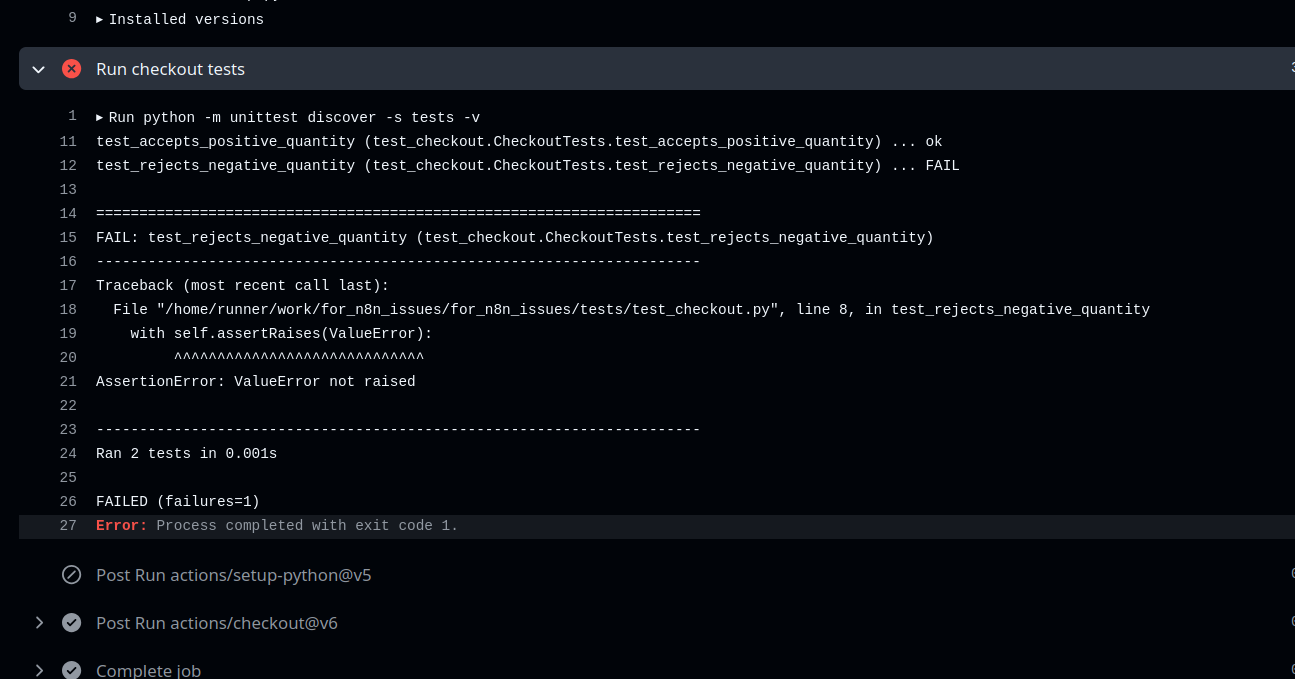 9 ▸ Installed versions
Run checkout tests
1 ▸ Run python -m unittest discover -s tests -v
11 test_accepts_positive_quantity (test_checkout.CheckoutTests.test_accepts_positive_quantity) ... ok
12 test_rejects_negative_quantity (test_checkout.CheckoutTests.test_rejects_negative_quantity) ... FAIL
13
14 ======================================================================
15 FAIL: test_rejects_negative_quantity (test_checkout.CheckoutTests.test_rejects_negative_quantity)
16 ----------------------------------------------------------------------
17 Traceback (most recent call last):
18   File "/home/runner/work/for_n8n_issues/for_n8n_issues/tests/test_checkout.py", line 8, in test_rejects_negative_quantity
19     with self.assertRaises(ValueError):
20          ^^^^^^^^^^^^^^^^^^^^^^^^^^^^^
21 AssertionError: ValueError not raised
22
23 ----------------------------------------------------------------------
24 Ran 2 tests in 0.001s
25
26 FAILED (failures=1)
27 Error: Process completed with exit code 1.
Post Run actions/setup-python@v5
Post Run actions/checkout@v6
Complete job